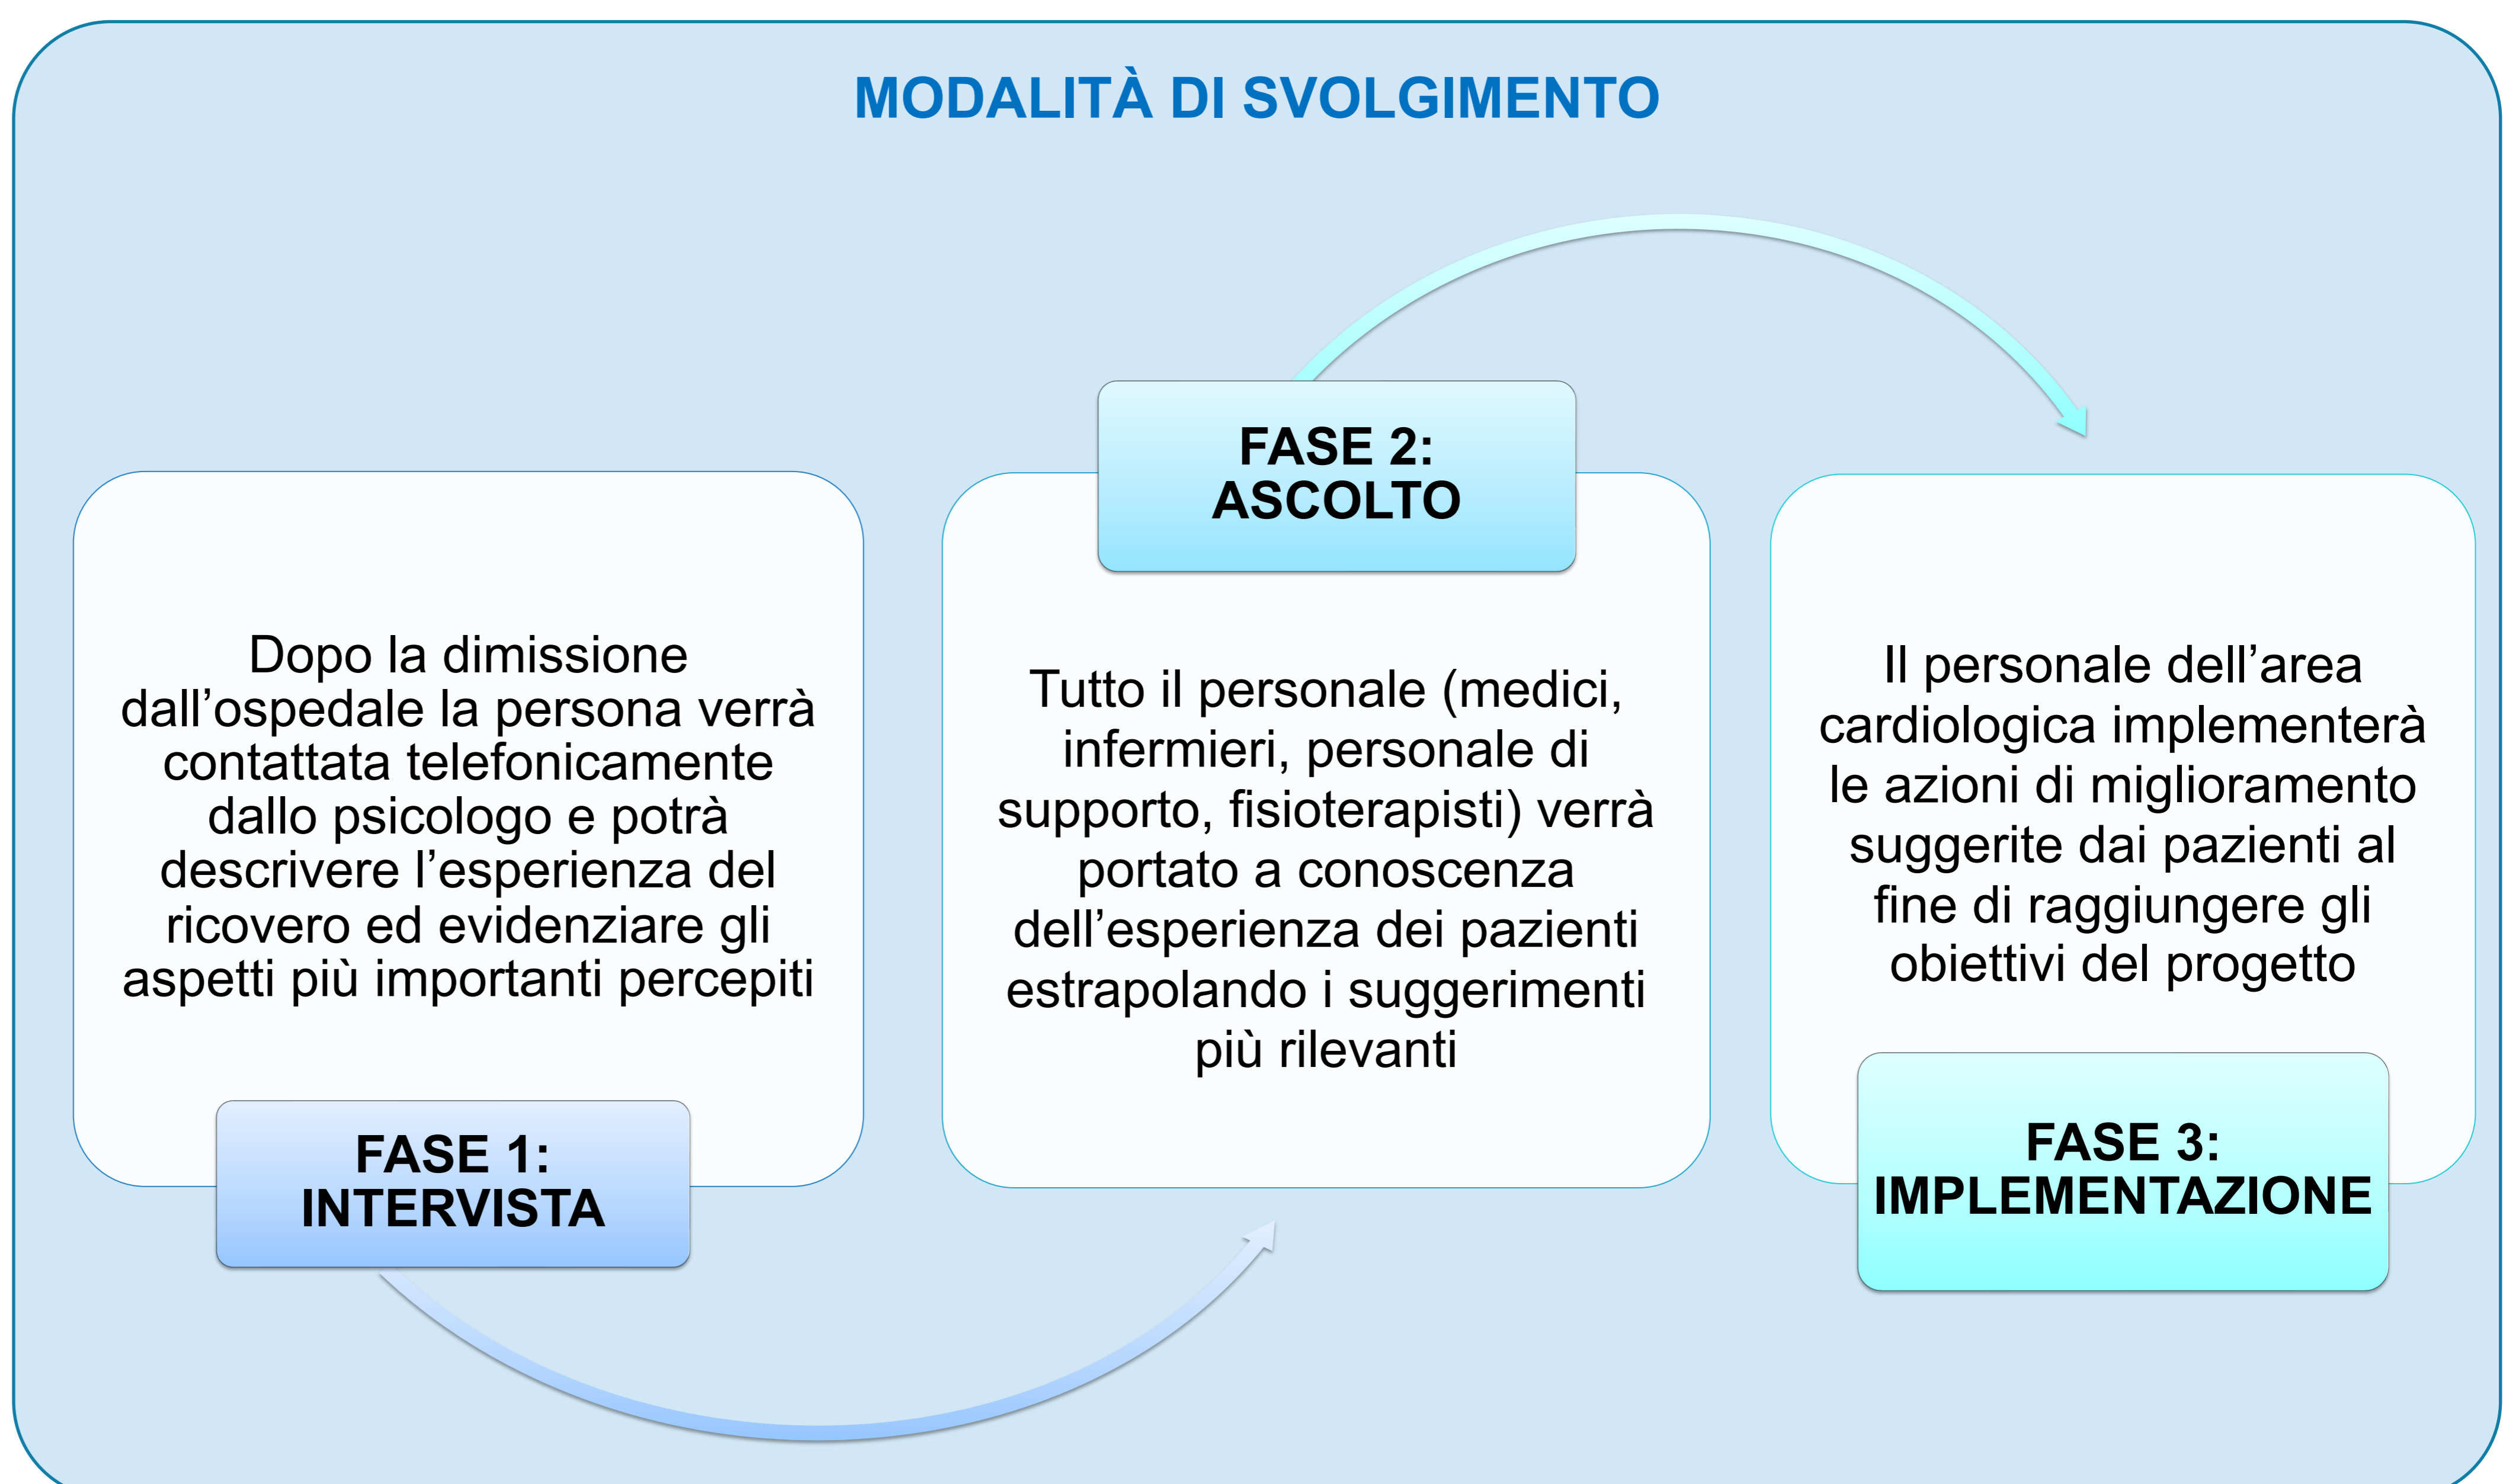 MODALITÀ DI SVOLGIMENTO
Dopo la dimissione
dall’ospedale la persona verrà
contattata telefonicamente
dallo psicologo e potrà
descrivere l’esperienza del
ricovero ed evidenziare gli
aspetti più importanti percepiti
FASE 1:
INTERVISTA
FASE 2:
ASCOLTO
Tutto il personale (medici,
infermieri, personale di
supporto, fisioterapisti) verrà
portato a conoscenza
dell’esperienza dei pazienti
estrapolando i suggerimenti
più rilevanti
Il personale dell’area
cardiologica implementerà
le azioni di miglioramento
suggerite dai pazienti al
fine di raggiungere gli
obiettivi del progetto
FASE 3:
IMPLEMENTAZIONE